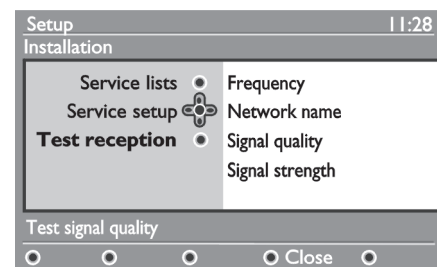 Setup 11:28
Installation
Service lists Frequency
Service setup Network name
Test reception Signal quality
Signal strength
Test signal quality
Close